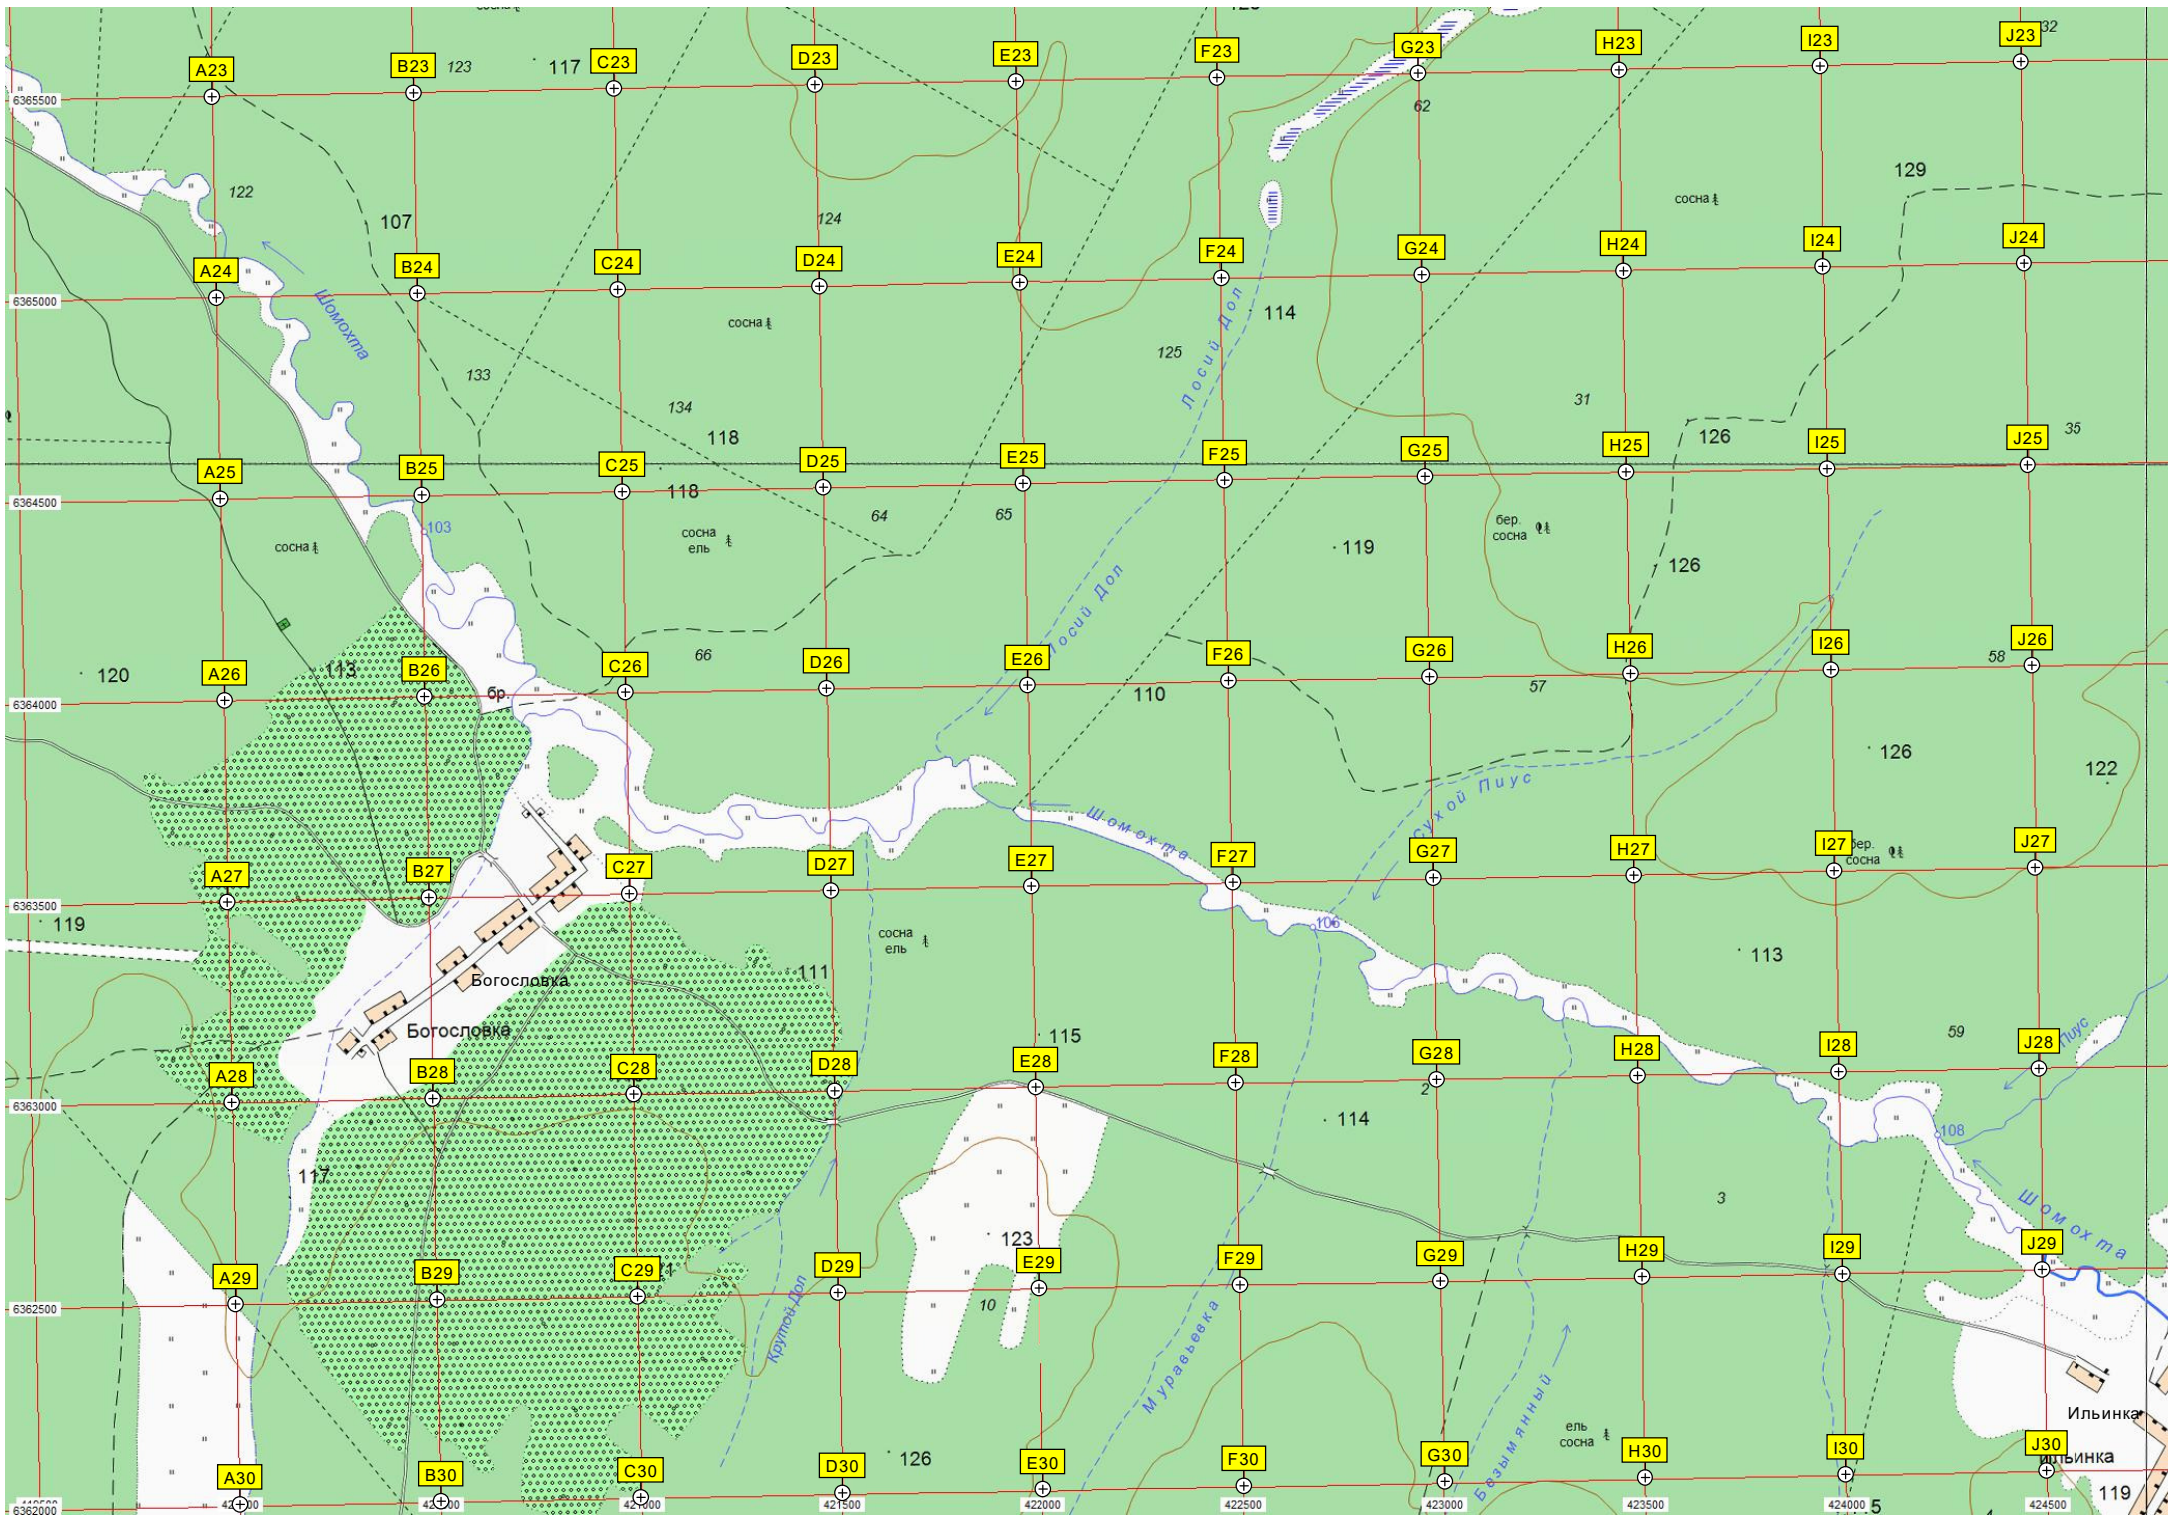 сосна
32
A23
B23
C23
D23
E23
F23
G23
H23
I23
J23
123
117
6365500
62
122
107
124
сосна
129
A24
B24
C24
D24
E24
F24
G24
H24
I24
J24
6365000
Шомохта
сосна
Лосий Дол
114
125
133
134
118
31
126
35
A25
B25
C25
D25
E25
F25
G25
H25
I25
J25
6364500
118
103
64
65
сосна
ель
бер.
сосна
119
сосна
126
Лосий Дол
66
A26
B26
C26
D26
E26
F26
G26
H26
I26
J26
120
113
бр.
110
57
58
6364000
126
122
Сухой Пиус
Шомохта
A27
B27
C27
D27
E27
F27
G27
H27
I27
J27
бер.
сосна
6363500
119
106
сосна
ель
111
113
Богословка
Богословка
115
59
Пиус
A28
B28
C28
D28
E28
F28
G28
H28
I28
J28
2
6363000
114
108
117
3
Шомохта
123
A29
B29
C29
D29
E29
F29
G29
H29
I29
J29
10
6362500
Крутой Дол
Муравьевка
Безымянный
ель
сосна
Ильинка
Ильинка
126
A30
B30
C30
D30
E30
F30
G30
H30
I30
J30
119
6362000
421500
422000
422500
423000
423500
424000
424500